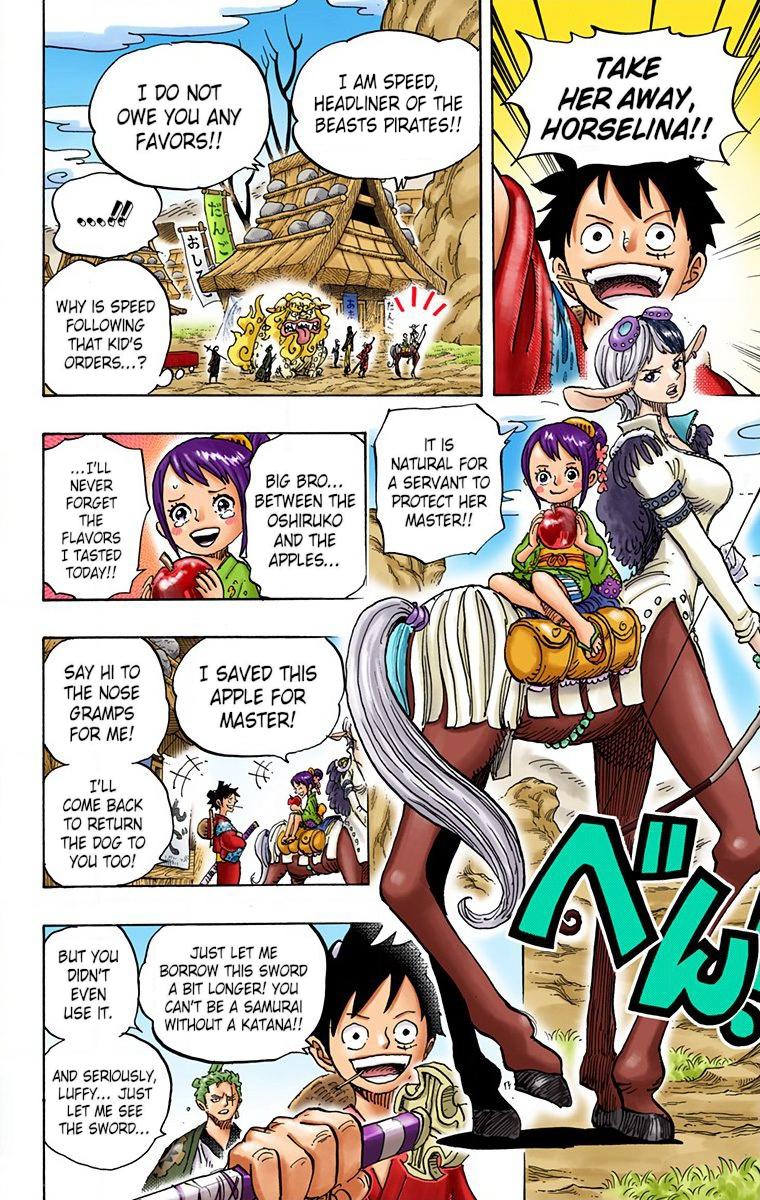 TAKE
HER AWAY,
HORSELINA!!
I AM SPEED,
HEADLINER OF THE
BEASTS PIRATES!!
I DO NOT
OWE YOU ANY
FAVORS!!
...!!
WHY IS SPEED
FOLLOWING
THAT KID'S
ORDERS...?
だんご
おしるこ
IT IS
NATURAL FOR
A SERVANT TO
PROTECT HER
MASTER!!
BIG BRO...
BETWEEN THE
OSHIRUKO
AND THE
APPLES...
...I'LL
NEVER
FORGET
THE
FLAVORS
I TASTED
TODAY!!
べん!
I SAVED THIS
APPLE FOR
MASTER!
SAY HI TO
THE NOSE
GRAMPS
FOR ME!
I'LL
COME BACK
TO RETURN
THE DOG TO
YOU TOO!
JUST LET ME
BORROW THIS SWORD
A BIT LONGER! YOU
CAN'T BE A SAMURAI
WITHOUT A KATANA!!
BUT YOU
DIDN'T
EVEN
USE IT.
AND SERIOUSLY,
LUFFY... JUST
LET ME SEE
THE SWORD...